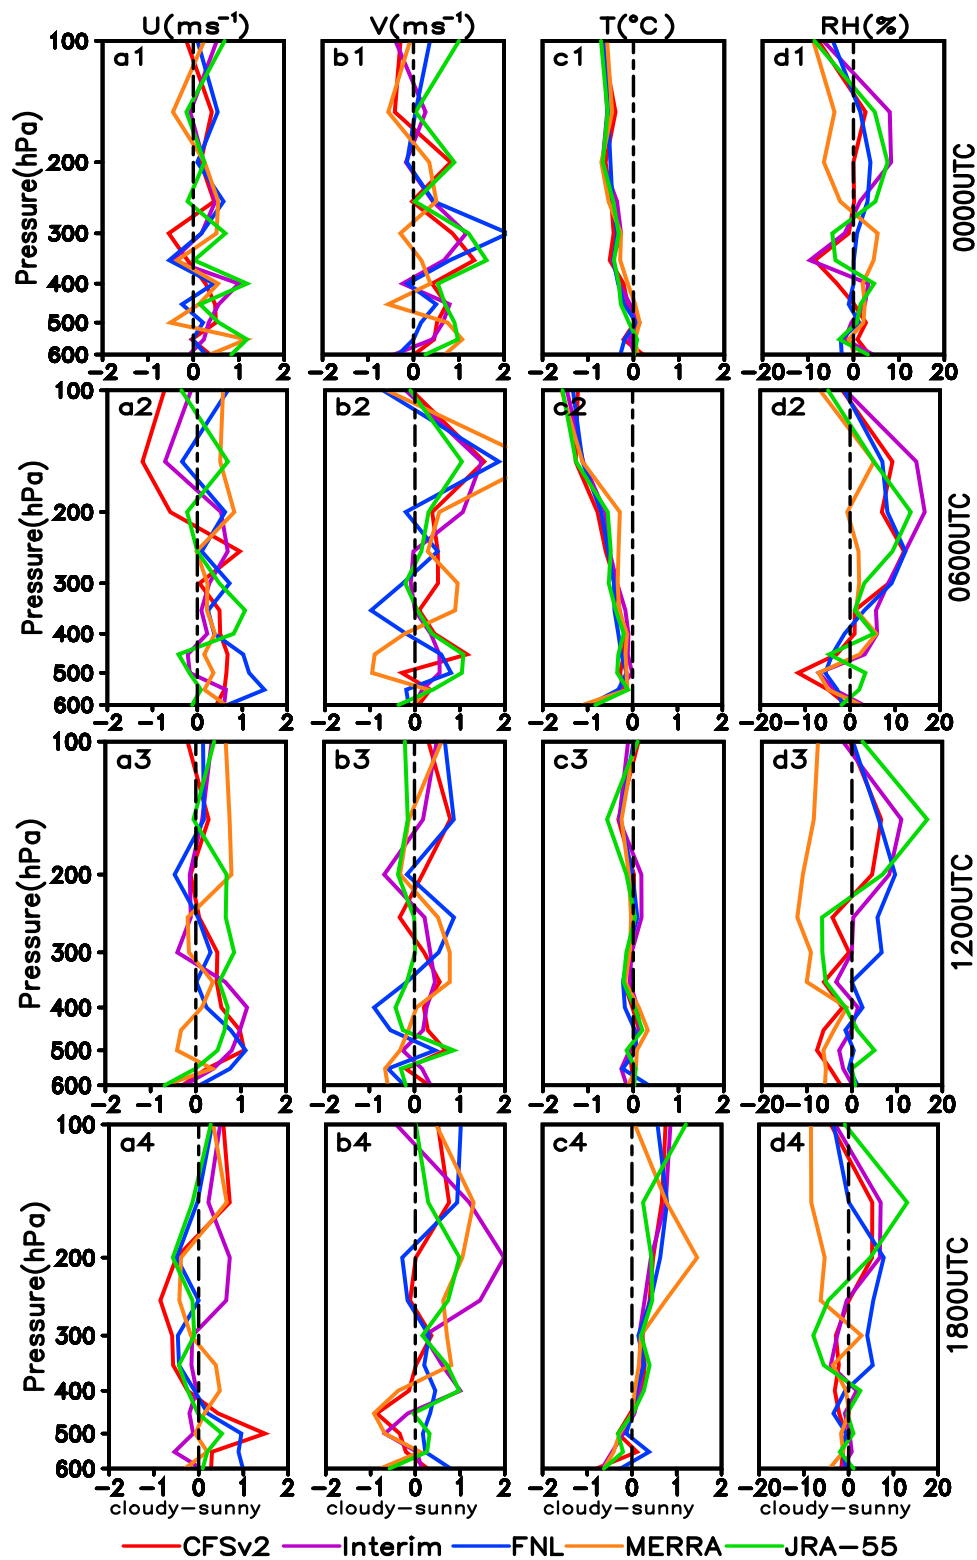 U(ms⁻¹) V(ms⁻¹) T(°C) RH(%)
a1 b1 c1 d1
100
200
300
400
500
600
Pressure(hPa)
0000UTC
−2 −1 0 1 2 −2 −1 0 1 2 −2 −1 0 1 2 −20 −10 0 10 20
a2 b2 c2 d2
100
200
300
400
500
600
Pressure(hPa)
0600UTC
−2 −1 0 1 2 −2 −1 0 1 2 −2 −1 0 1 2 −20 −10 0 10 20
a3 b3 c3 d3
100
200
300
400
500
600
Pressure(hPa)
1200UTC
−2 −1 0 1 2 −2 −1 0 1 2 −2 −1 0 1 2 −20 −10 0 10 20
a4 b4 c4 d4
100
200
300
400
500
600
Pressure(hPa)
1800UTC
−2 −1 0 1 2 −2 −1 0 1 2 −2 −1 0 1 2 −20 −10 0 10 20
cloudy−sunny cloudy−sunny cloudy−sunny cloudy−sunny
CFSv2 Interim FNL MERRA JRA−55